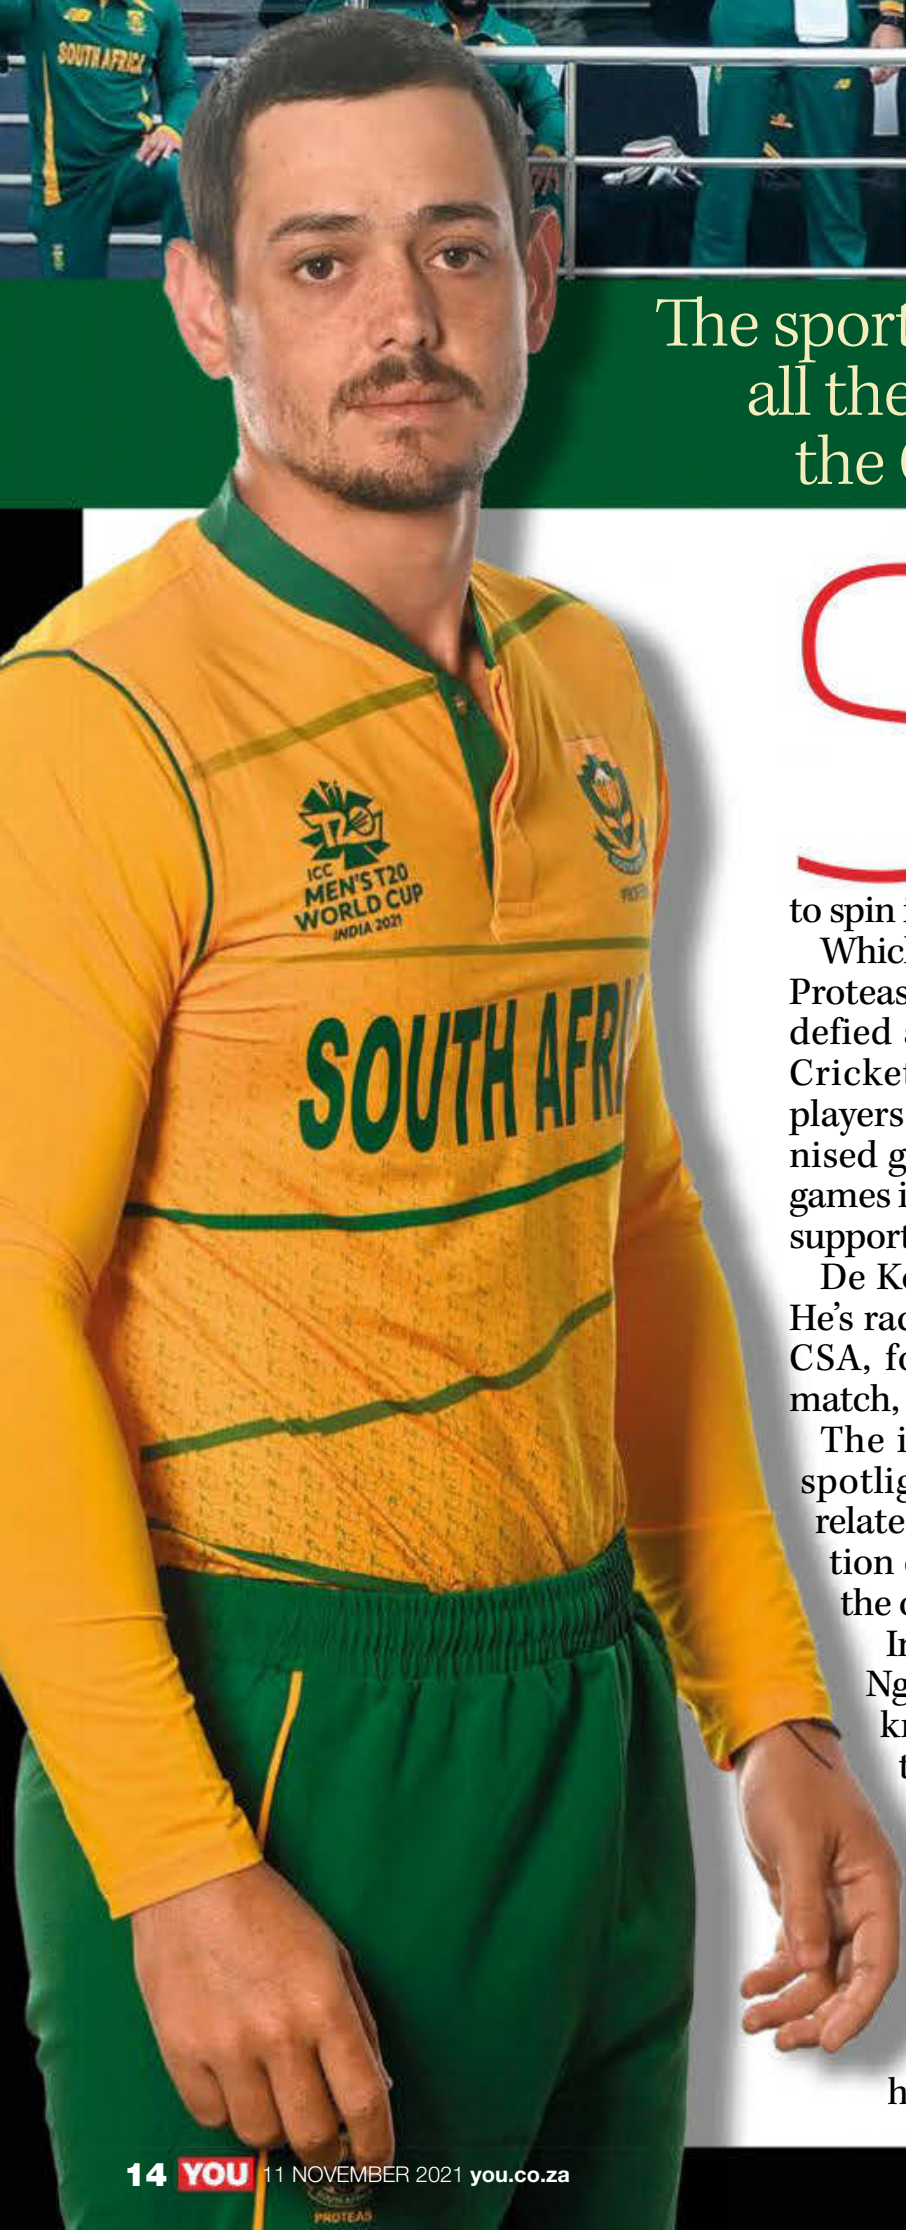 SOUTH AFRICA
The sport
all the
the
S
to spin
Which
Proteas
defied
Cricket
players
nised g
games i
support
De Ko
He's rac
CSA, fo
match,
The i
spotlig
relate
tion
the
In
Ng
kn
t
h
ICC
MEN'S T20
WORLD CUP
INDIA 2021
SOUTH AFRI
14 YOU 11 NOVEMBER 2021 you.co.za
PROTEAS